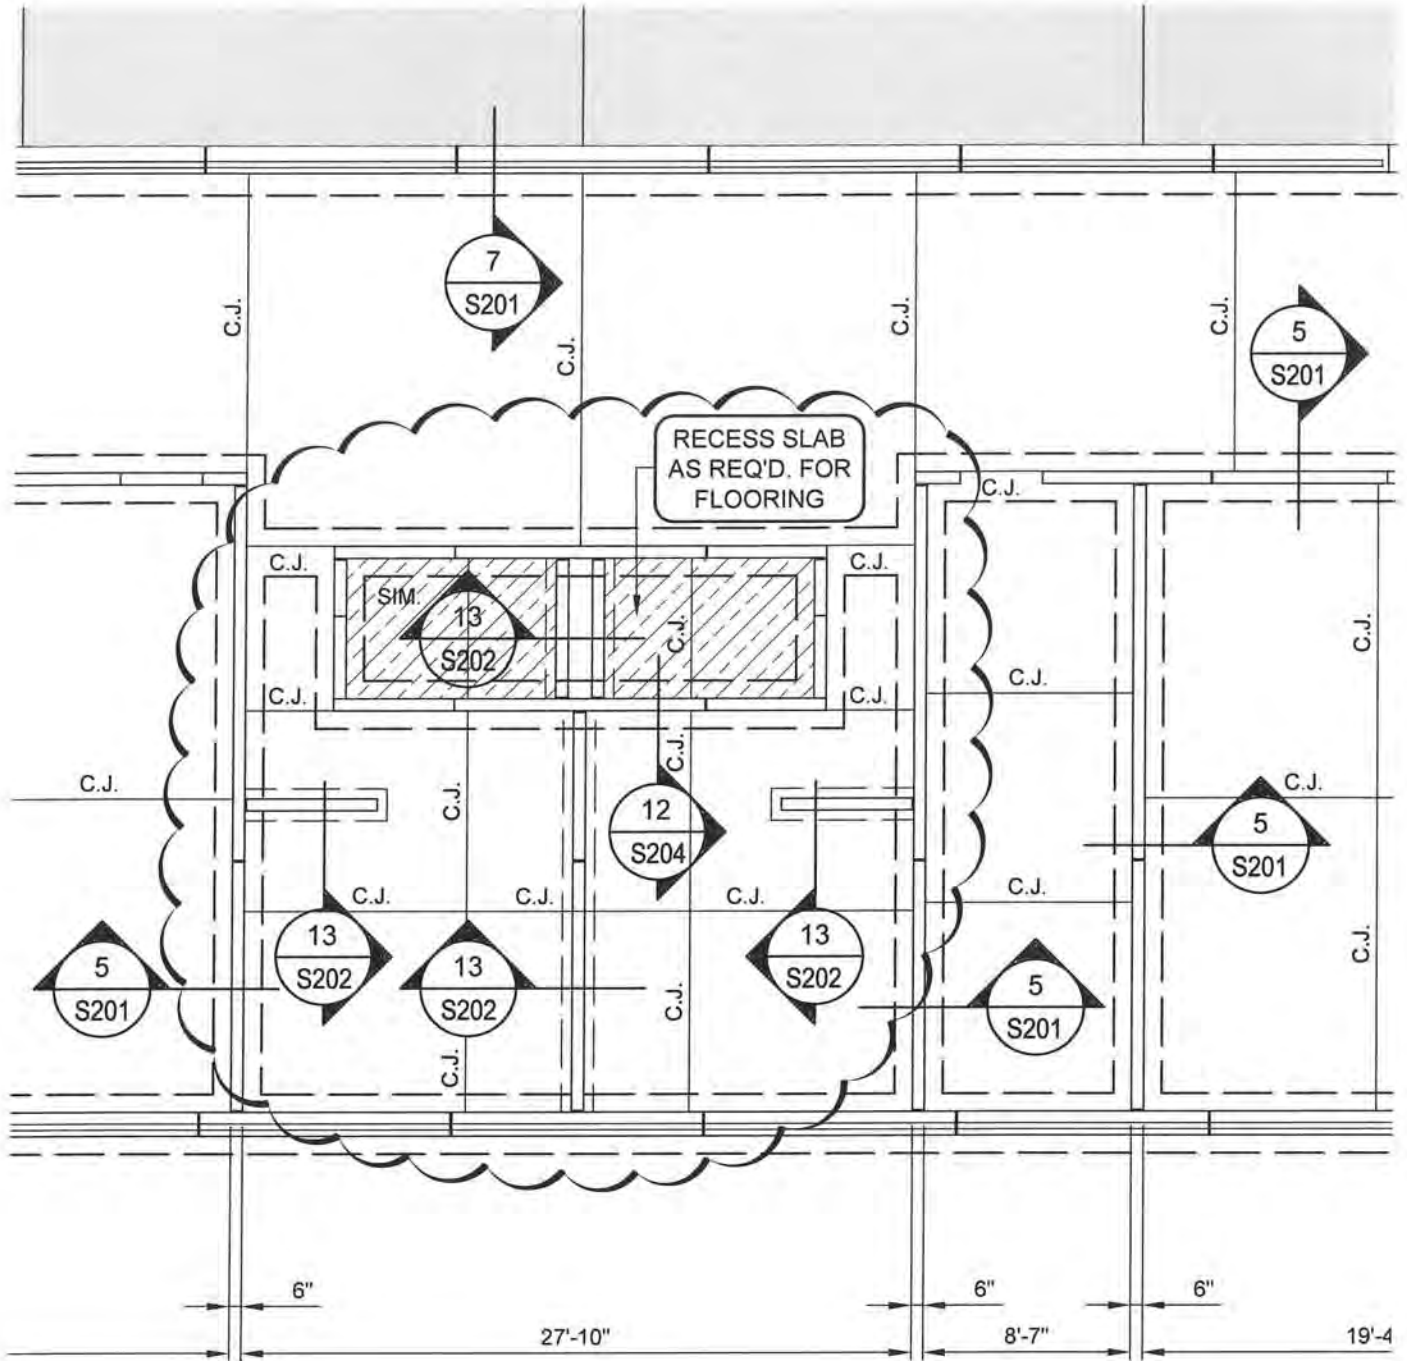 7
S201
C.J.
C.J.
C.J.
C.J.
5
S201
RECESS SLAB
AS REQ'D. FOR
FLOORING
C.J.
C.J.
C.J.
SIM.
13
S202
C.J.
C.J.
C.J.
C.J.
C.J.
C.J.
C.J.
C.J.
C.J.
12
S204
5
S201
C.J.
C.J.
C.J.
C.J.
C.J.
13
S202
13
S202
13
S202
5
S201
5
S201
C.J.
C.J.
6"
6"
6"
27'-10"
8'-7"
19'-4